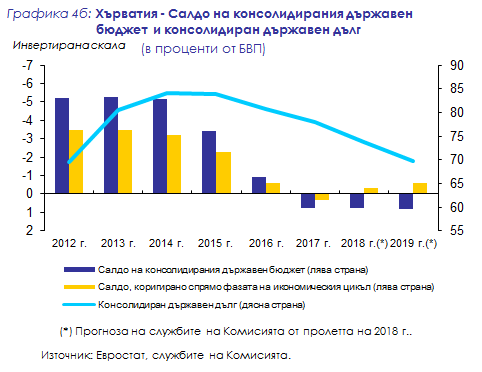 Графика 4б: Хърватия - Салдо на консолидирания държавен
бюджет и консолидиран държавен дълг
Инвертирана скала
(в проценти от БВП)
-7 90
-6 85
-5 80
-4
-3 75
-2 70
-1 65
0 60
1
2 55
2012 г. 2013 г. 2014 г. 2015 г. 2016 г. 2017 г. 2018 г.(*) 2019 г.(*)
Салдо на консолидирания държавен бюджет (лява страна)
Салдо, коригирано спрямо фазата на икономическия цикъл (лява страна)
Консолидиран държавен дълг (дясна страна)
(*) Прогноза на службите на Комисията от пролетта на 2018 г..
Източник: Евростат, службите на Комисията.